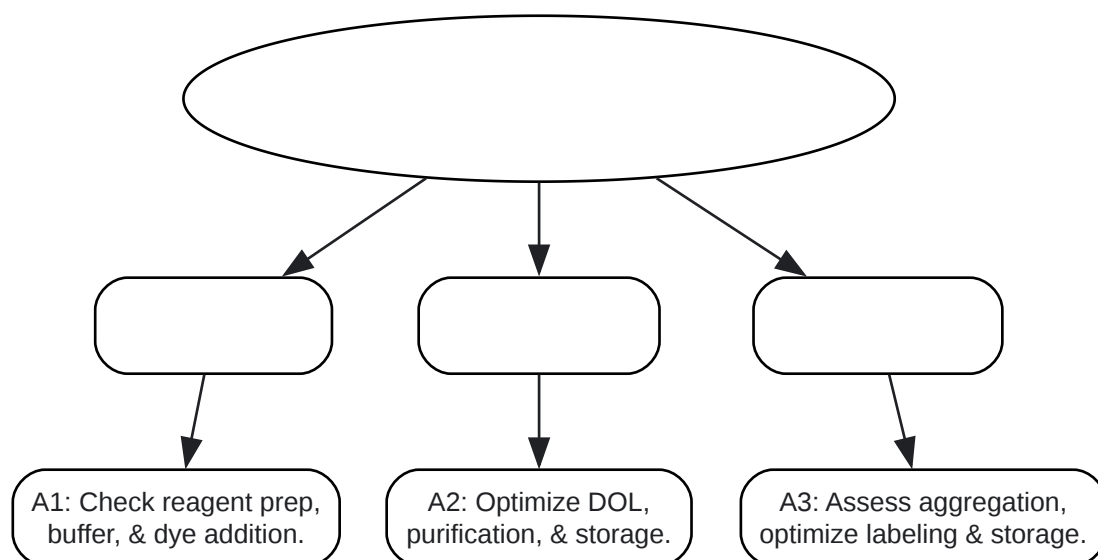 A1: Check reagent prep,
buffer, & dye addition.
A2: Optimize DOL,
purification, & storage.
A3: Assess aggregation,
optimize labeling & storage.